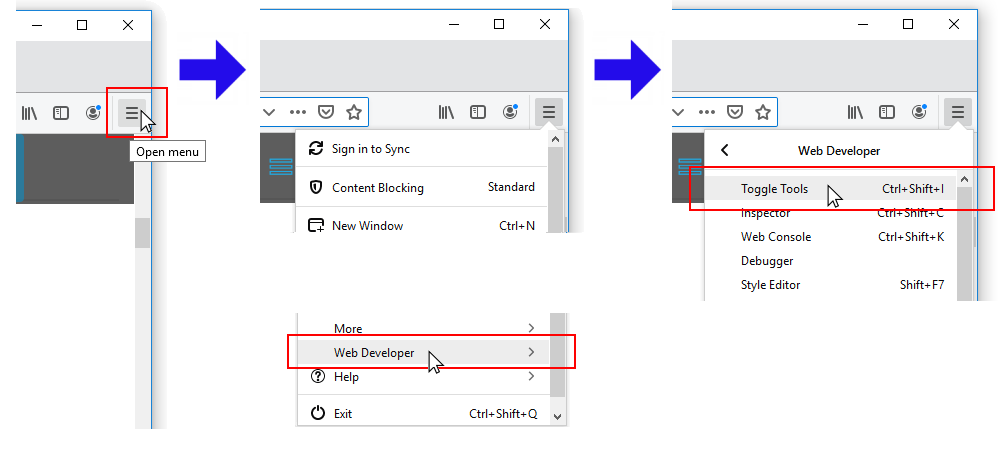 Open menu
Sign in to Sync
Content Blocking Standard
New Window Ctrl+N
More
Web Developer
Help
Exit Ctrl+Shift+Q
Web Developer
Toggle Tools Ctrl+Shift+I
Inspector Ctrl+Shift+C
Web Console Ctrl+Shift+K
Debugger
Style Editor Shift+F7